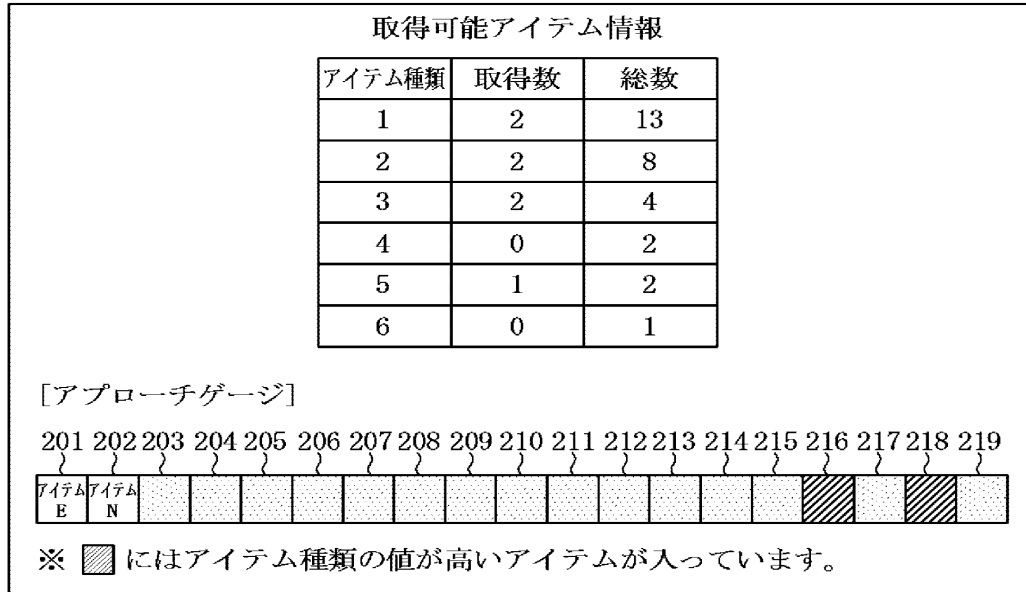 取得可能アイテム情報
アイテム種類 取得数 総数
1 2 13
2 2 8
3 2 4
4 0 2
5 1 2
6 0 1
[アプローチゲージ]
201 202 203 204 205 206 207 208 209 210 211 212 213 214 215 216 217 218 219
アイテム アイテム
E N
※ にはアイテム種類の値が高いアイテムが入っています。